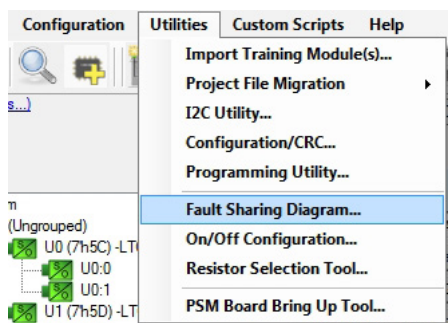 Configuration Utilities Custom Scripts Help
Import Training Module(s)...
Project File Migration
s...)
I2C Utility...
Configuration/CRC...
Programming Utility...
Fault Sharing Diagram...
(Ungrouped)
On/Off Configuration...
U0 (7h5C) -LT
U0:0
Resistor Selection Tool...
U0:1
U1 (7h5D) -LT
PSM Board Bring Up Tool...